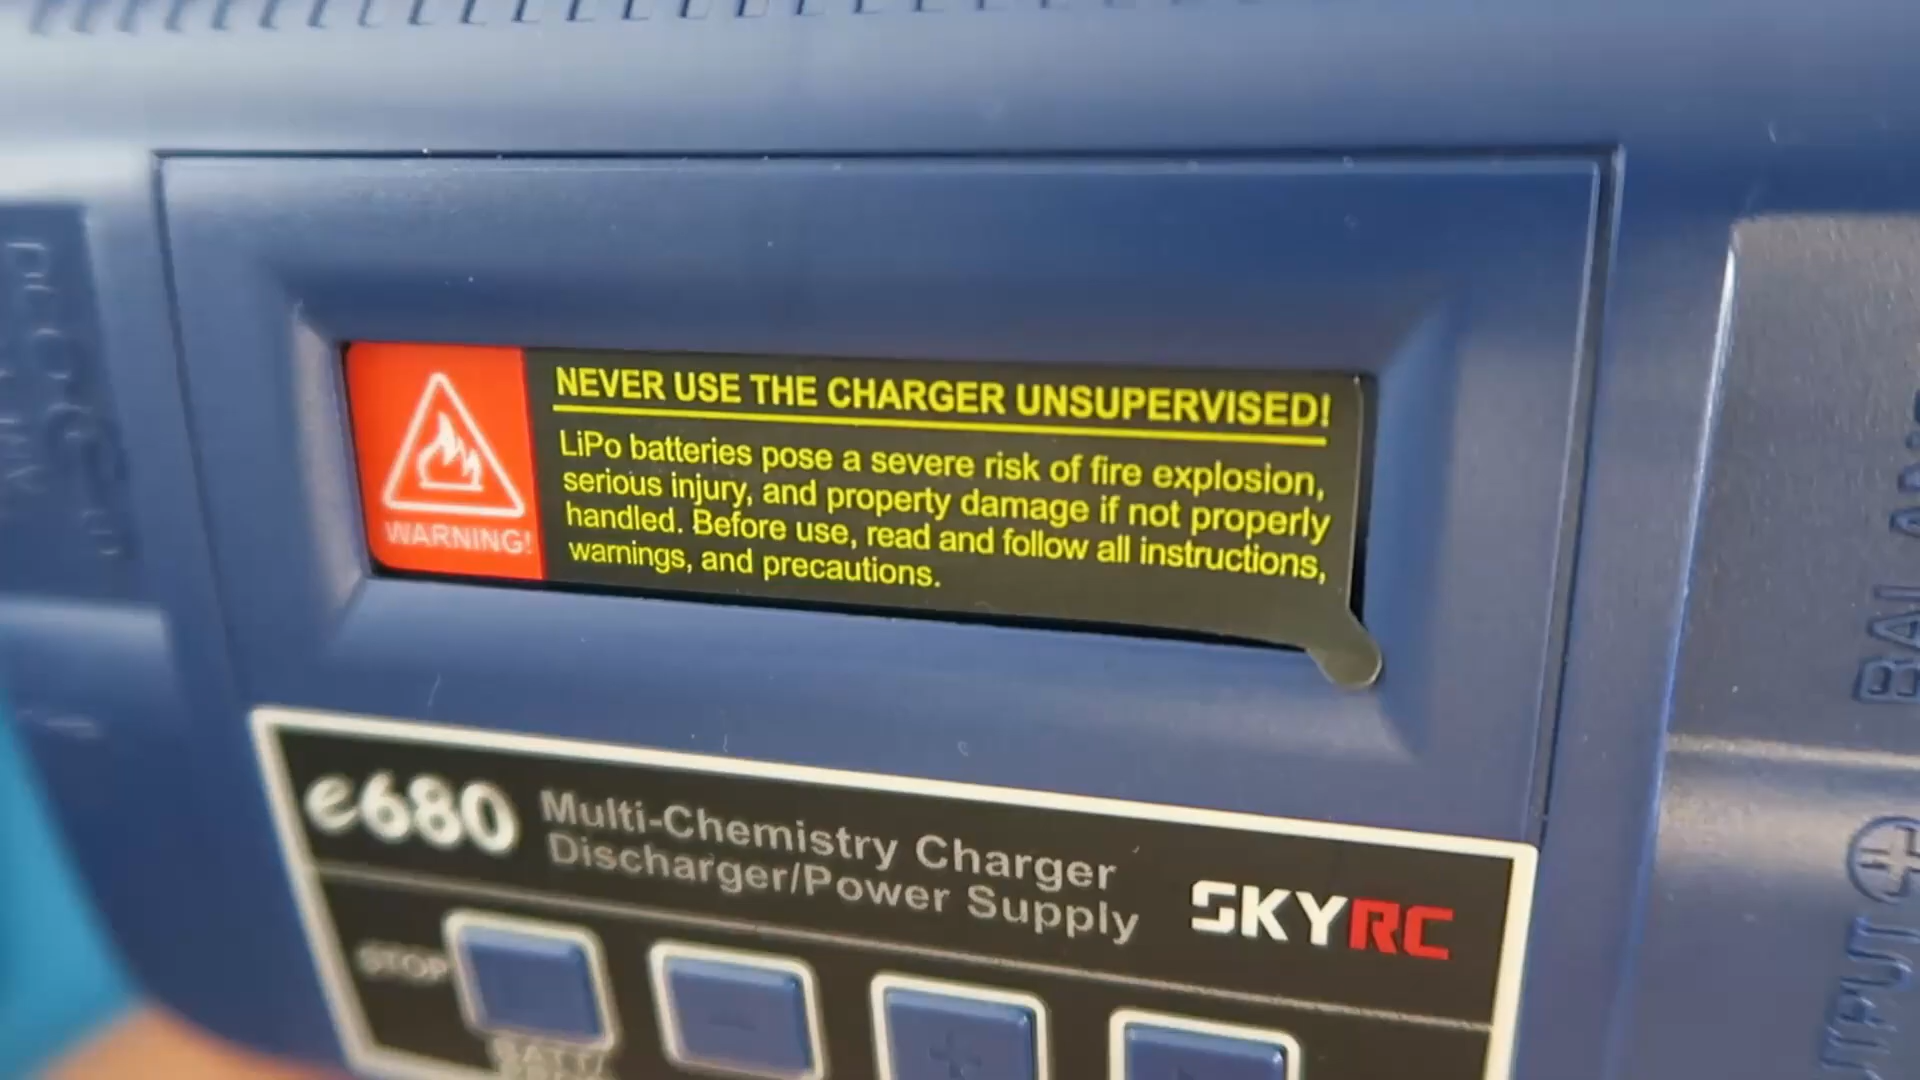 NEVER USE THE CHARGER UNSUPERVISED!
LiPo batteries pose a severe risk of fire explosion,
serious injury, and property damage if not properly
handled. Before use, read and follow all instructions,
warnings, and precautions.
WARNING!
e680
Multi-Chemistry Charger
Discharger/Power Supply
SKYRC
STOP
BATT